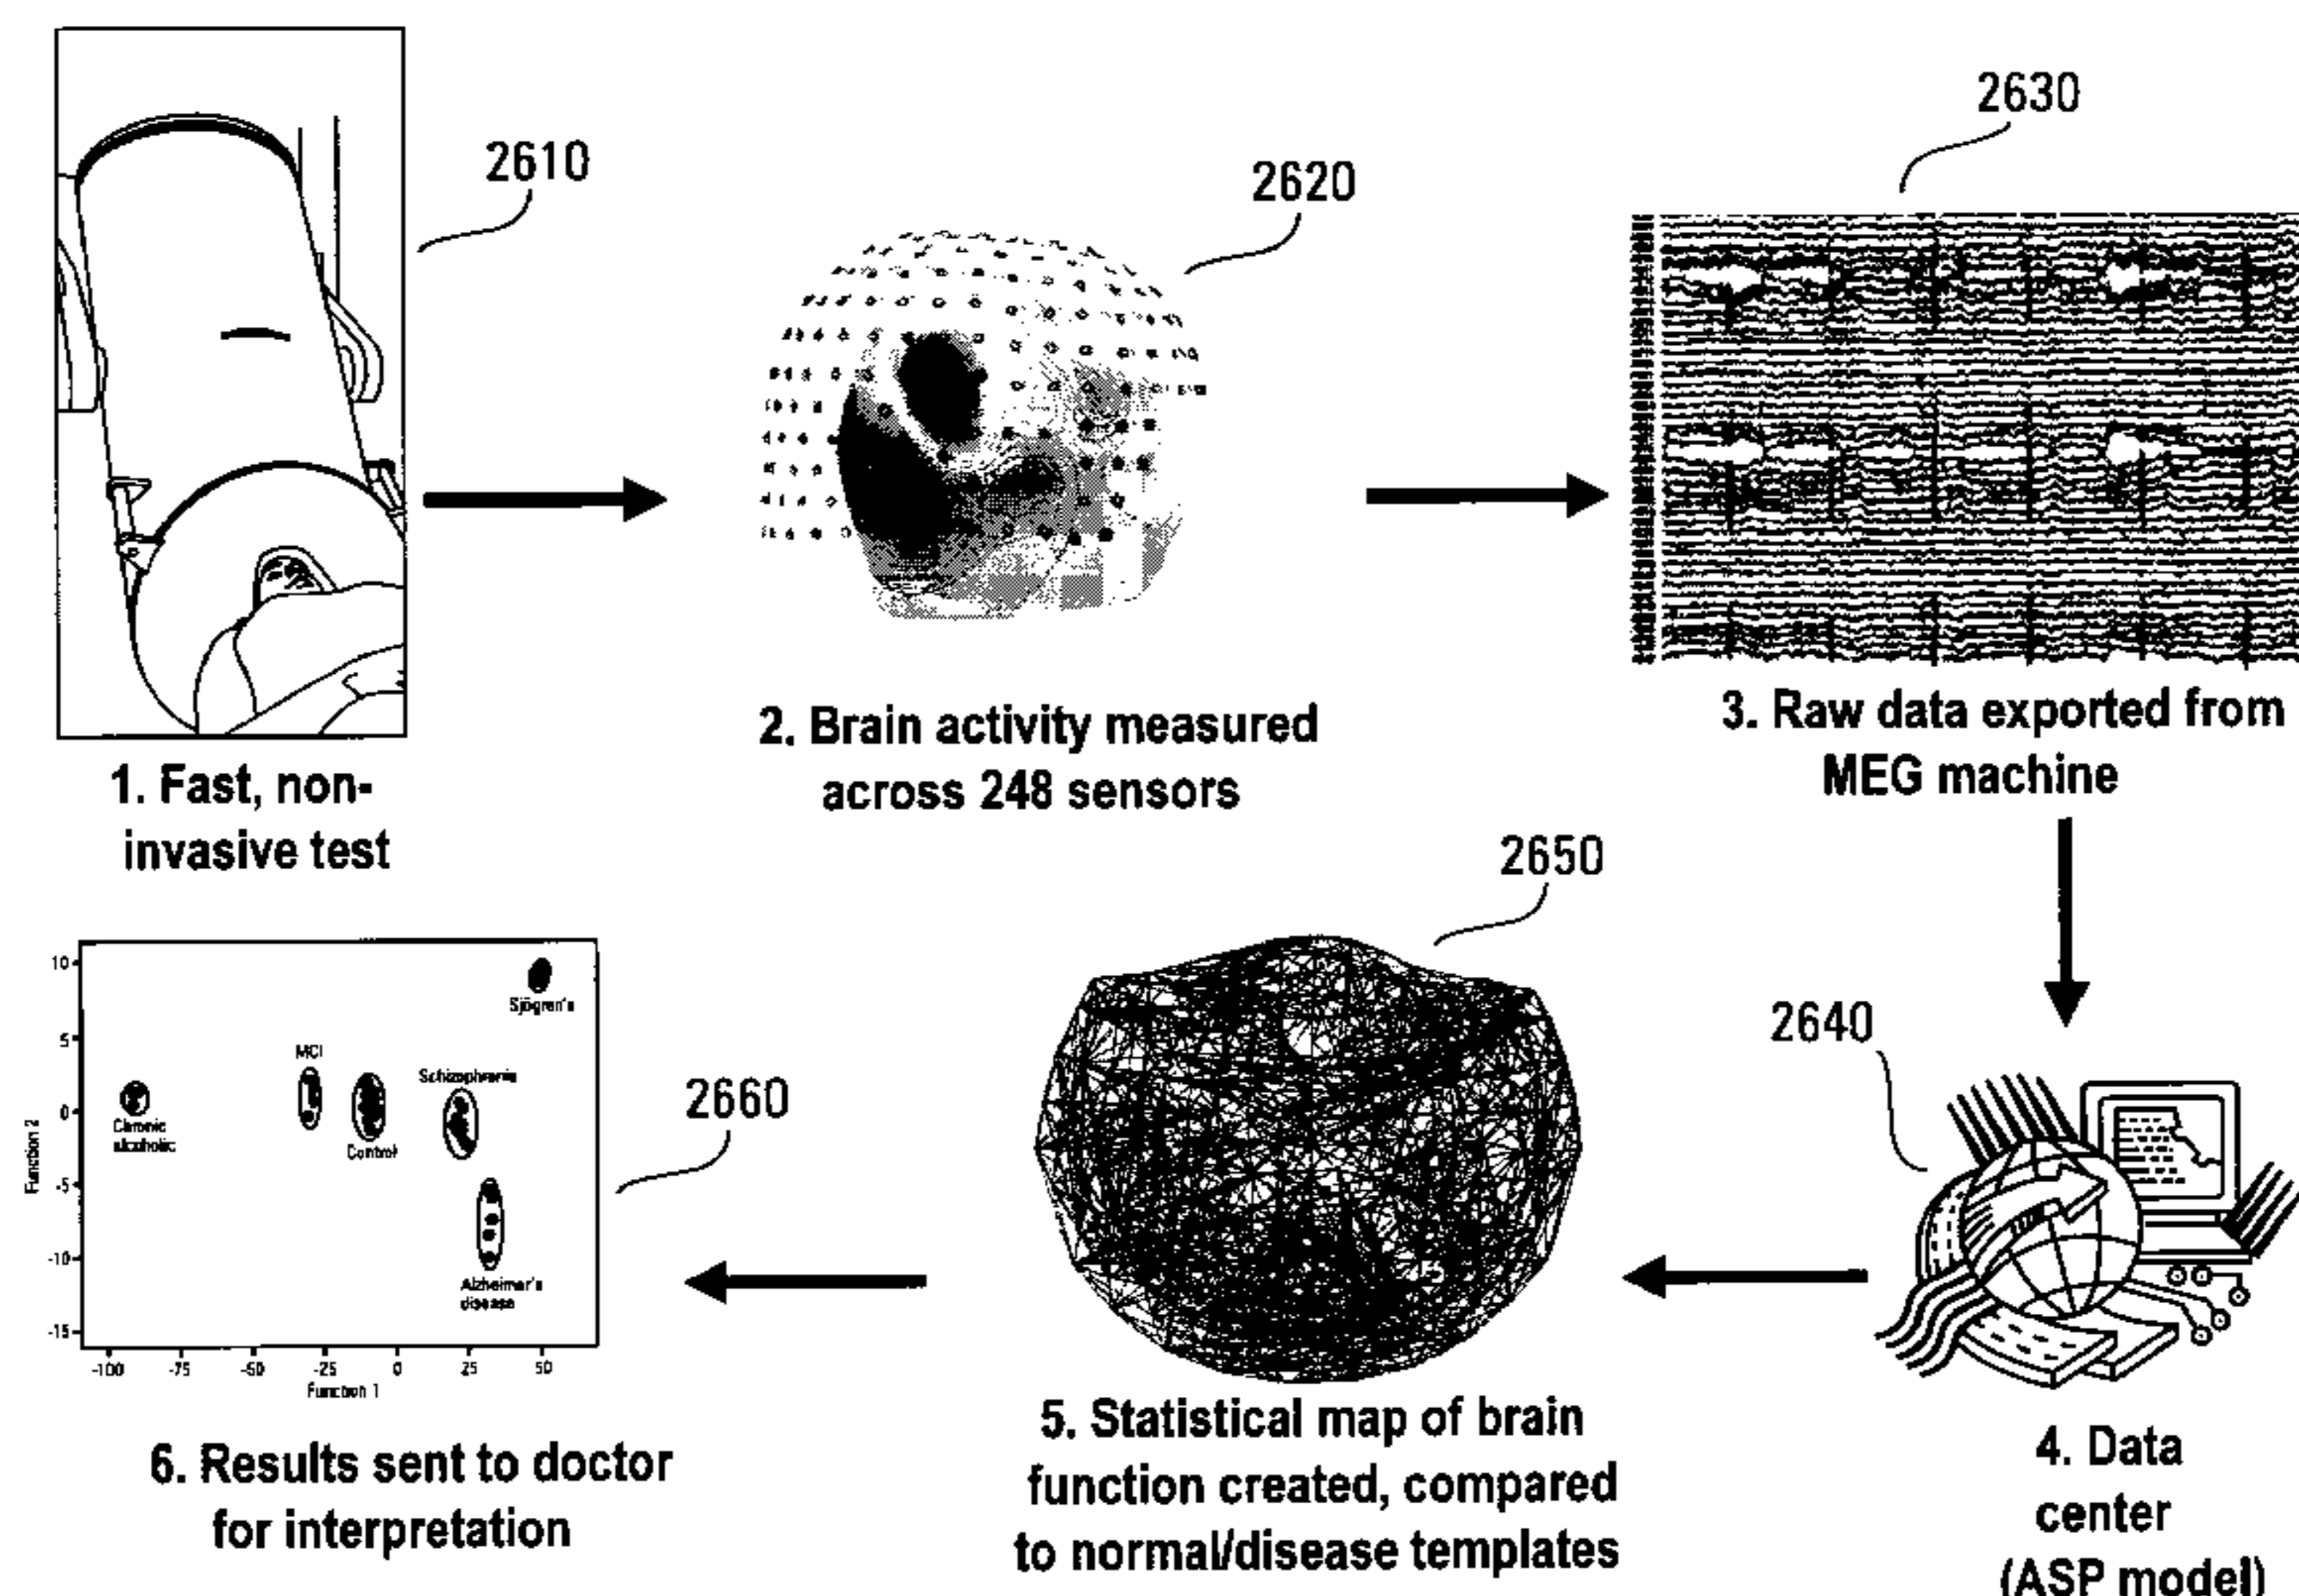 2610
2620
2630
1. Fast, non-
invasive test
2. Brain activity measured
across 248 sensors
3. Raw data exported from
MEG machine
2640
2650
2660
10
5
0
-5
-10
-15
-100
-75
-50
-25
0
25
50
Function 2
Function 1
Sjögren's
MCI
Schizophrenia
Chronic
alcoholic
Control
Alzheimer's
disease
4. Data
center
(ASP model)
5. Statistical map of brain
function created, compared
to normal/disease templates
6. Results sent to doctor
for interpretation